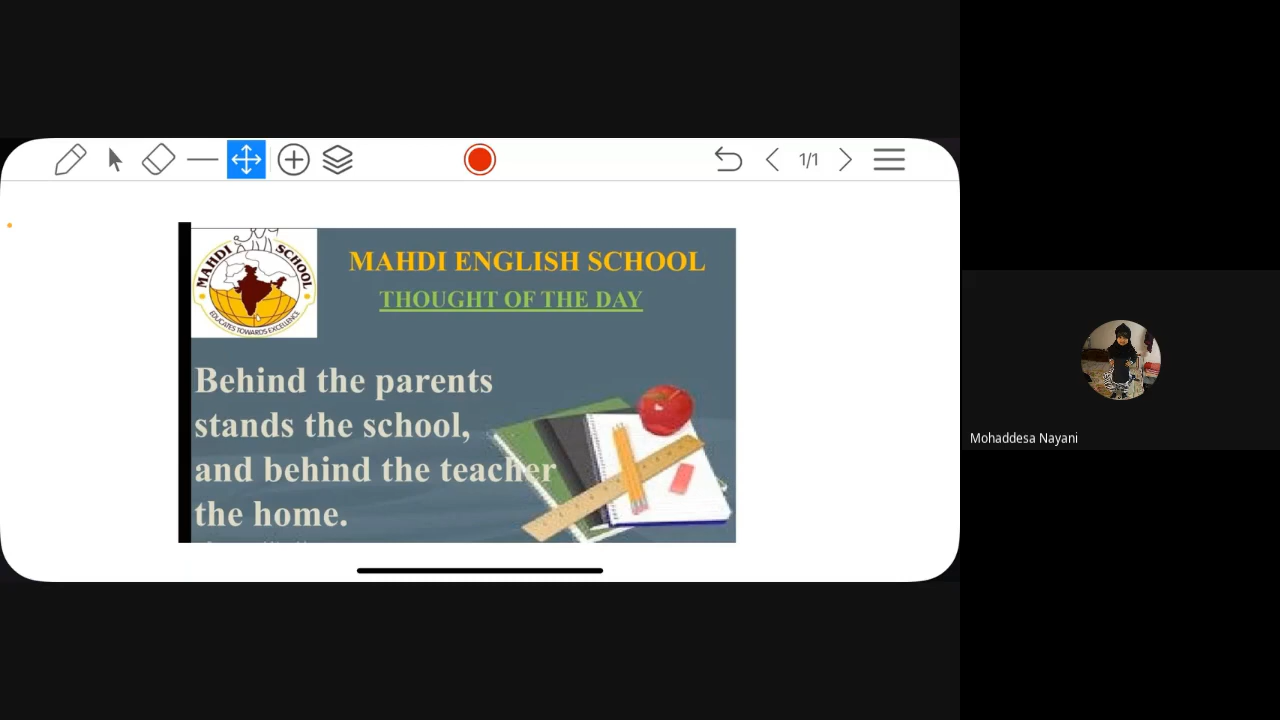 1/1
MAHDI SCHOOL
EDUCATES TOWARDS EXCELLENCE
MAHDI ENGLISH SCHOOL
THOUGHT OF THE DAY
Behind the parents
stands the school,
and behind the teacher
the home.
Mohaddesa Nayani